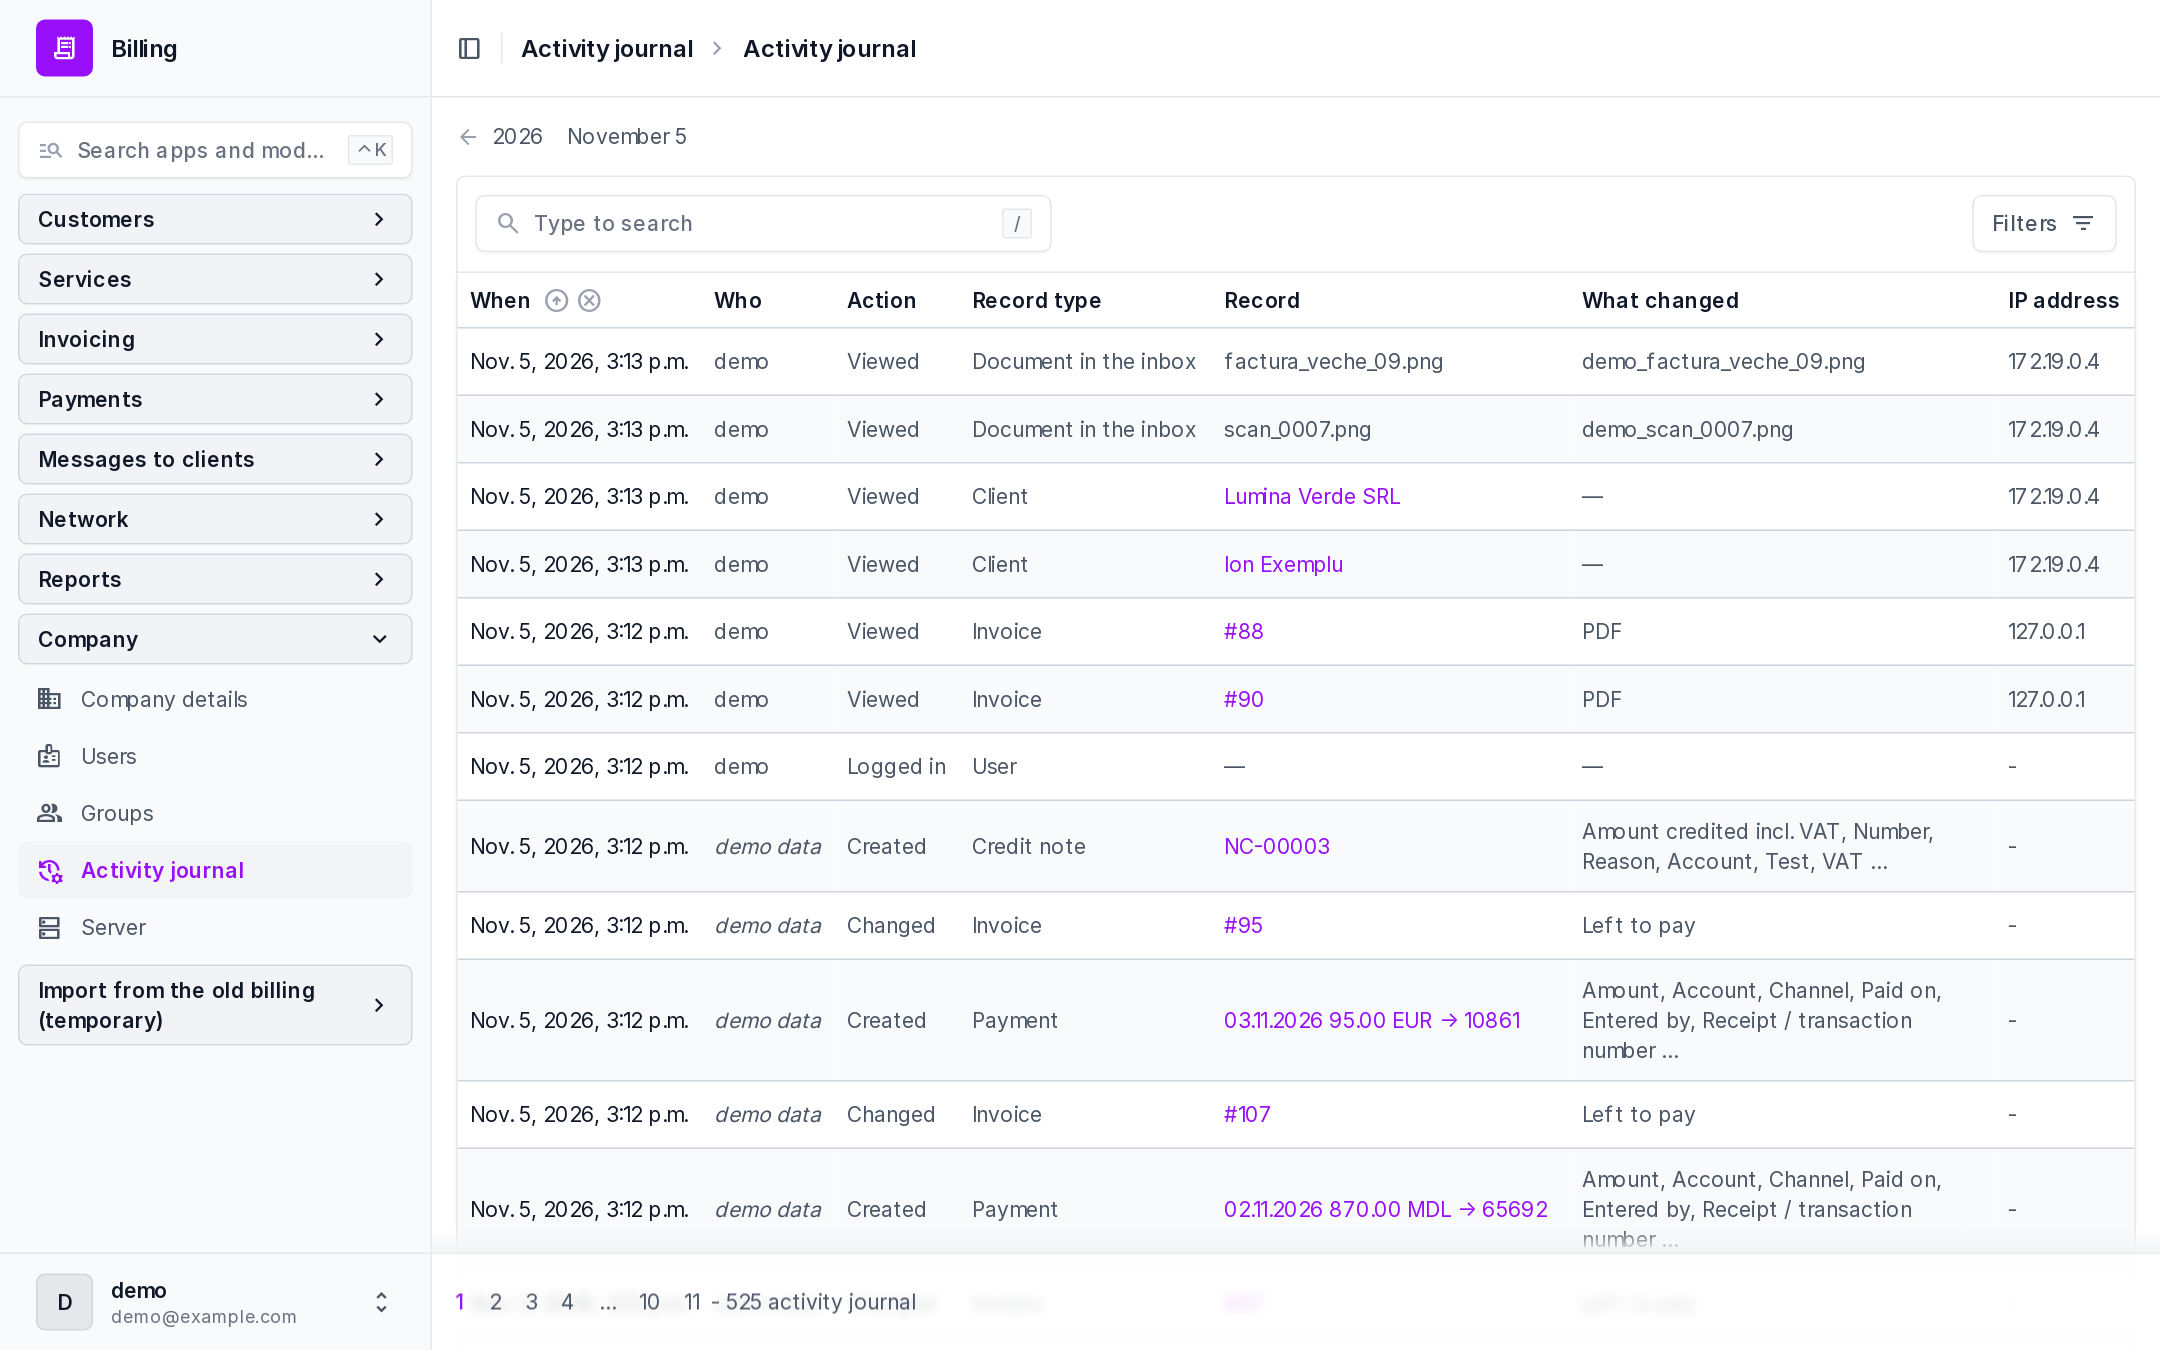 Billing
Activity journal > Activity journal
Search apps and mod... ^K
Customers
Services
Invoicing
Payments
Messages to clients
Network
Reports
Company
Company details
Users
Groups
Activity journal
Server
Import from the old billing
(temporary)
D demo
demo@example.com
← 2026 November 5
Type to search /
Filters
When Who Action Record type Record What changed IP address
Nov. 5, 2026, 3:13 p.m. demo Viewed Document in the inbox factura_veche_09.png demo_factura_veche_09.png 172.19.0.4
Nov. 5, 2026, 3:13 p.m. demo Viewed Document in the inbox scan_0007.png demo_scan_0007.png 172.19.0.4
Nov. 5, 2026, 3:13 p.m. demo Viewed Client Lumina Verde SRL — 172.19.0.4
Nov. 5, 2026, 3:13 p.m. demo Viewed Client Ion Exemplu — 172.19.0.4
Nov. 5, 2026, 3:12 p.m. demo Viewed Invoice #88 PDF 127.0.0.1
Nov. 5, 2026, 3:12 p.m. demo Viewed Invoice #90 PDF 127.0.0.1
Nov. 5, 2026, 3:12 p.m. demo Logged in User — — -
Nov. 5, 2026, 3:12 p.m. demo data Created Credit note NC-00003 Amount credited incl. VAT, Number, -
Reason, Account, Test, VAT ...
Nov. 5, 2026, 3:12 p.m. demo data Changed Invoice #95 Left to pay -
Amount, Account, Channel, Paid on,
Nov. 5, 2026, 3:12 p.m. demo data Created Payment 03.11.2026 95.00 EUR → 10861 Entered by, Receipt / transaction -
number ...
Nov. 5, 2026, 3:12 p.m. demo data Changed Invoice #107 Left to pay -
Amount, Account, Channel, Paid on,
Nov. 5, 2026, 3:12 p.m. demo data Created Payment 02.11.2026 870.00 MDL → 65692 Entered by, Receipt / transaction -
number ...
1 2 3 4 ... 10 11 - 525 activity journal